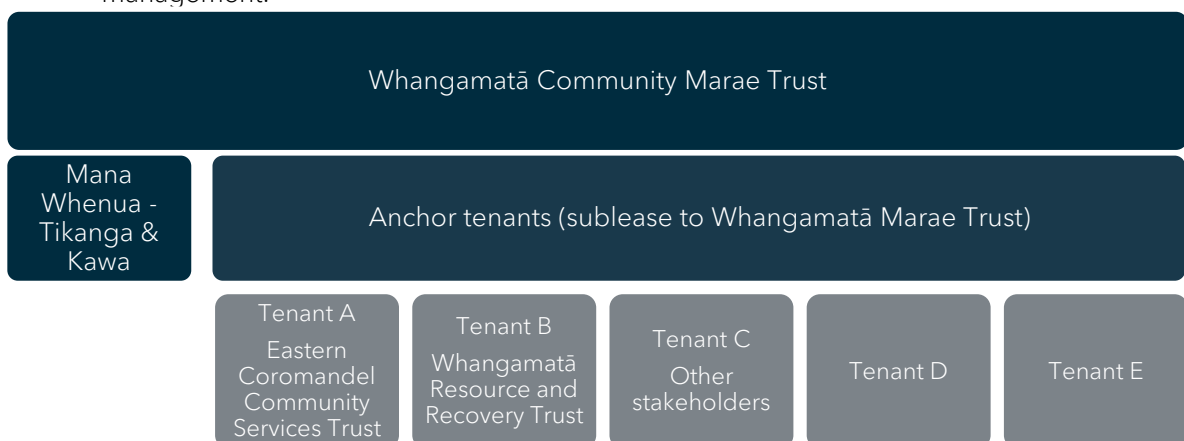 management.
Whangamatā Community Marae Trust
Mana
Whenua -
Tikanga &
Kawa
Anchor tenants (sublease to Whangamatā Marae Trust)
Tenant A
Eastern
Coromandel
Community
Services Trust
Tenant B
Whangamatā
Resource and
Recovery Trust
Tenant C
Other
stakeholders
Tenant D
Tenant E